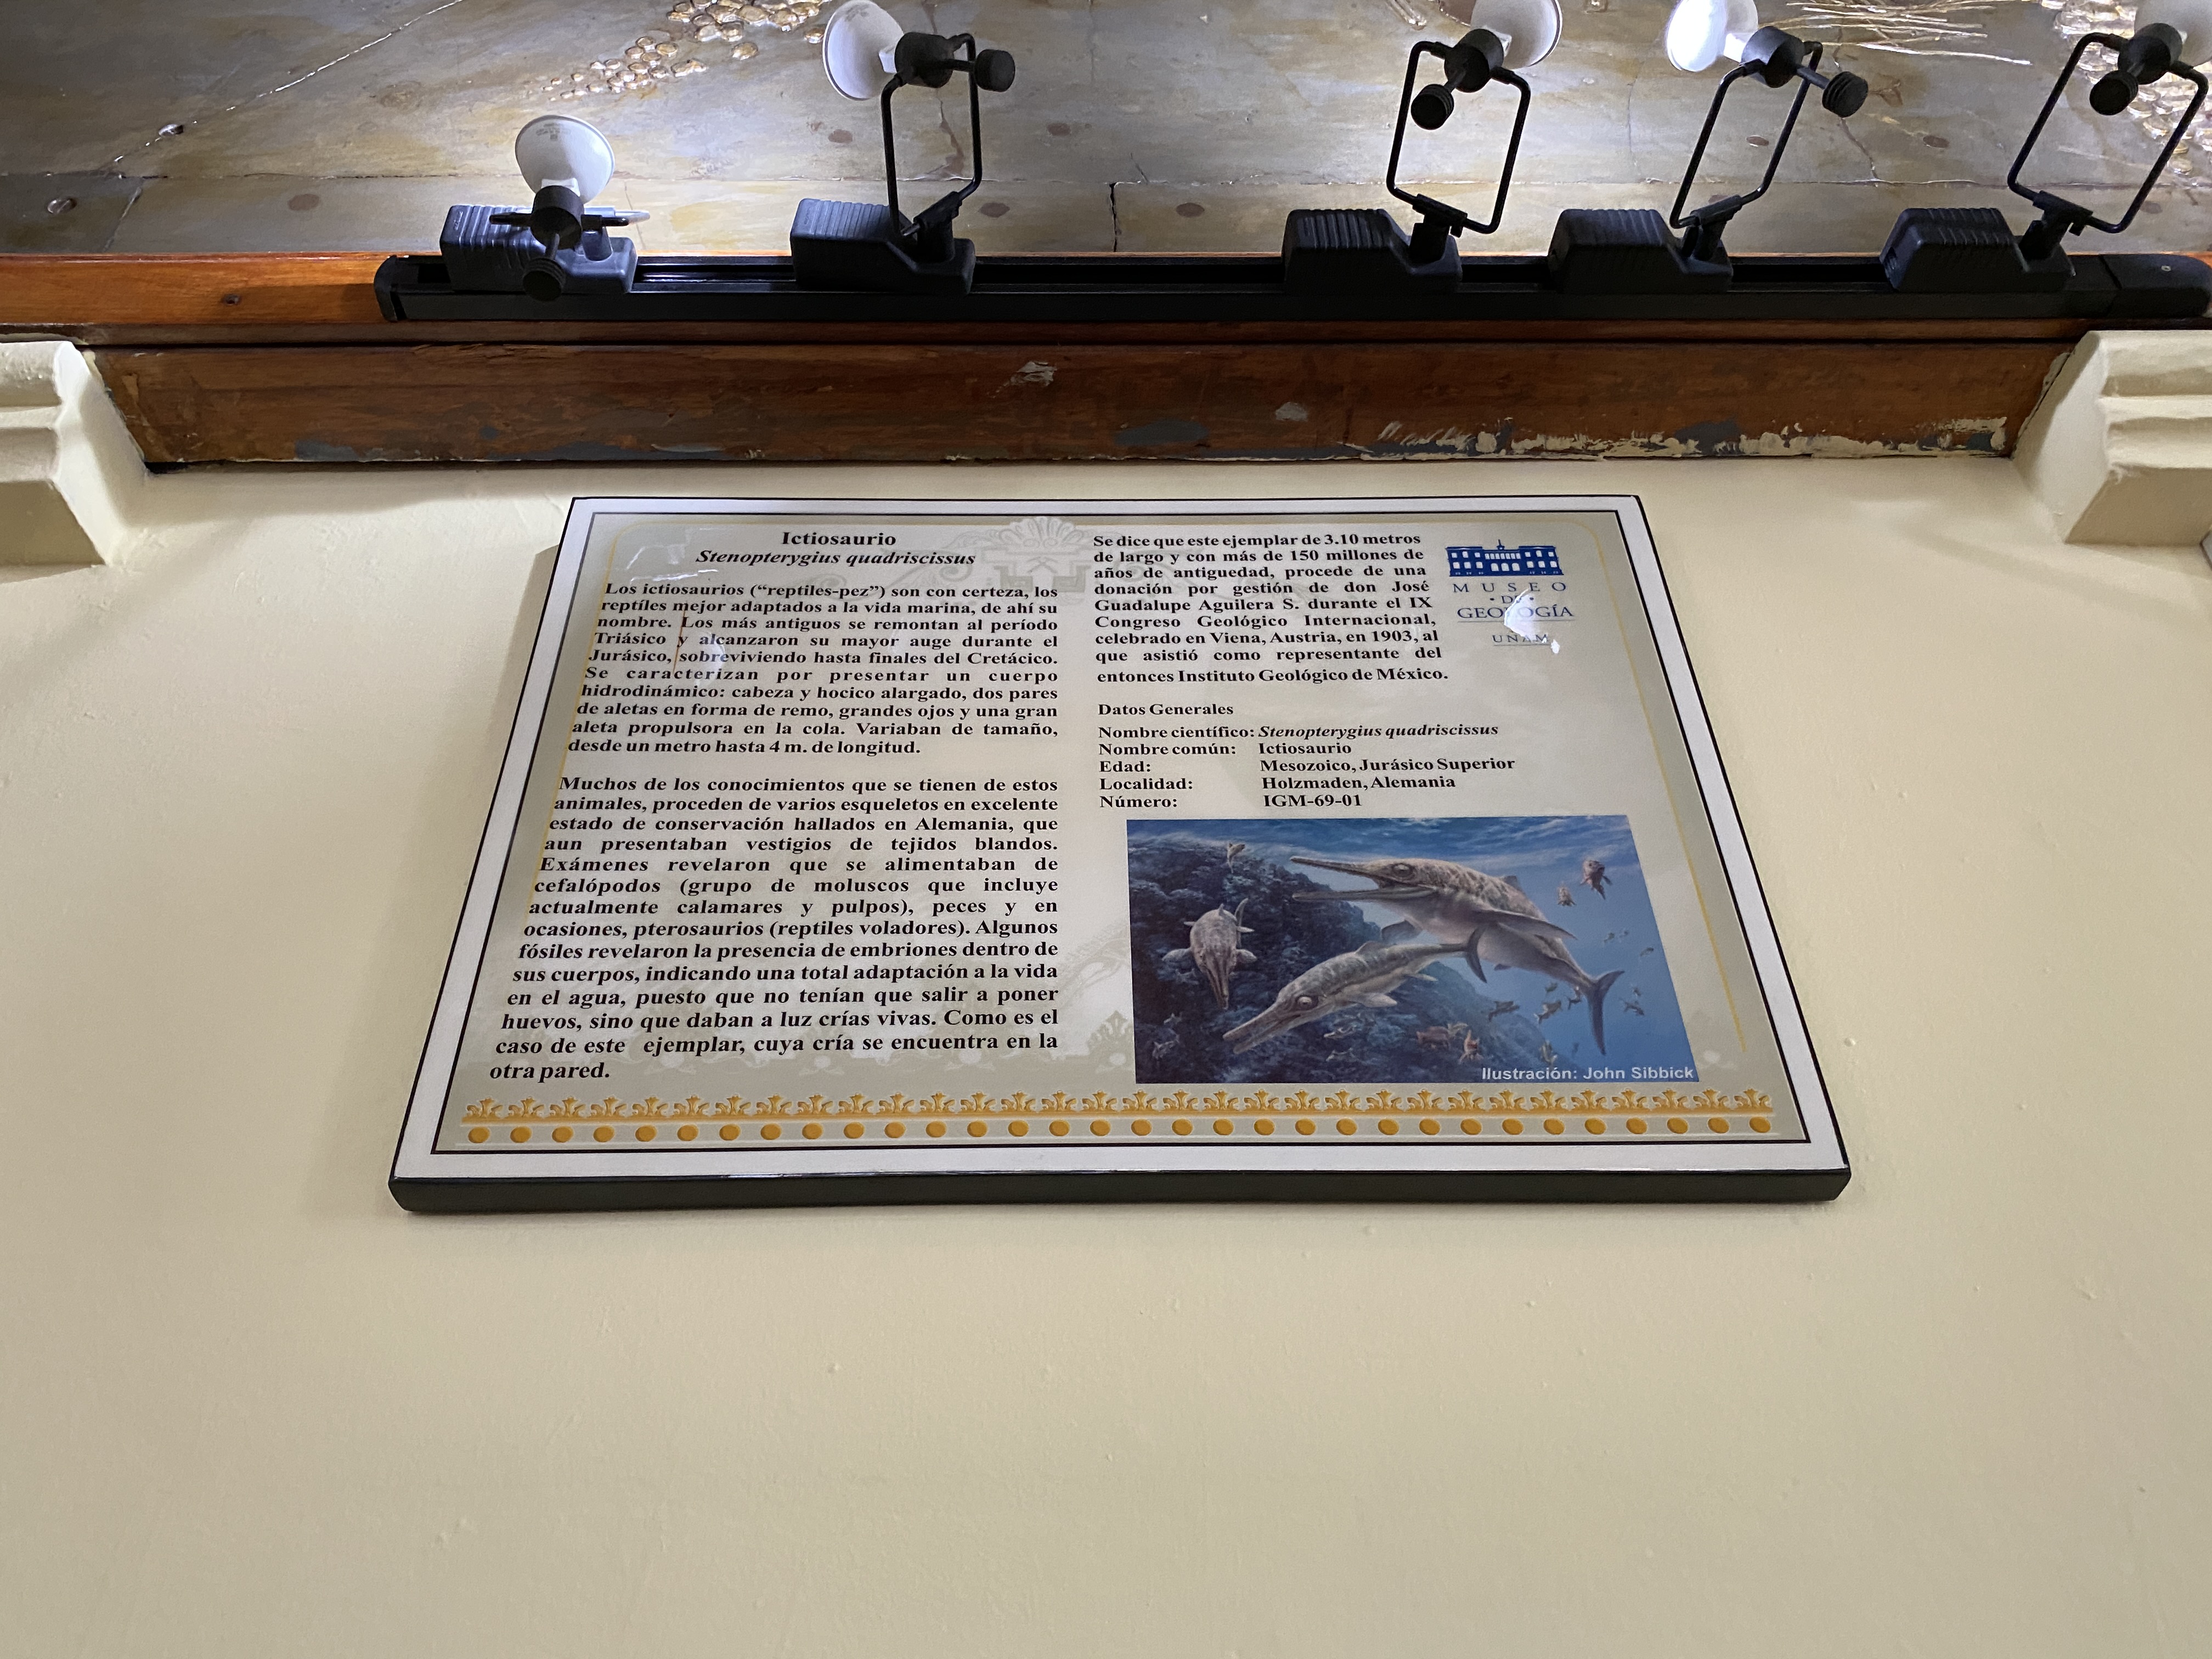 Ictiosaurio
Stenopterygius quadriscissus
Los ictiosaurios (“reptiles-pez”) son con certeza, los
reptíles mejor adaptados a la vida marina, de ahí su
nombre. Los más antiguos se remontan al período
Triásico y alcanzaron su mayor auge durante el
Jurásico, sobreviviendo hasta finales del Cretácico.
Se caracterizan por presentar un cuerpo
hidrodinámico: cabeza y hocico alargado, dos pares
de aletas en forma de remo, grandes ojos y una gran
aleta propulsora en la cola. Variaban de tamaño,
desde un metro hasta 4 m. de longitud.
Muchos de los conocimientos que se tienen de estos
animales, proceden de varios esqueletos en excelente
estado de conservación hallados en Alemania, que
aun presentaban vestigios de tejidos blandos.
Exámenes revelaron que se alimentaban de
cefalópodos (grupo de moluscos que incluye
actualmente calamares y pulpos), peces y en
ocasiones, pterosaurios (reptiles voladores). Algunos
fósiles revelaron la presencia de embriones dentro de
sus cuerpos, indicando una total adaptación a la vida
en el agua, puesto que no tenían que salir a poner
huevos, sino que daban a luz crías vivas. Como es el
caso de este ejemplar, cuya cría se encuentra en la
otra pared.
Se dice que este ejemplar de 3.10 metros
de largo y con más de 150 millones de
años de antiguedad, procede de una
donación por gestión de don José
Guadalupe Aguilera S. durante el IX
Congreso Geológico Internacional,
celebrado en Viena, Austria, en 1903, al
que asistió como representante del
entonces Instituto Geológico de México.
MUSEO
DE
GEOLOGÍA
UNAM
Datos Generales
Nombre científico: Stenopterygius quadriscissus
Nombre común: Ictiosaurio
Edad: Mesozoico, Jurásico Superior
Localidad: Holzmaden, Alemania
Número: IGM-69-01
Ilustración: John Sibbick